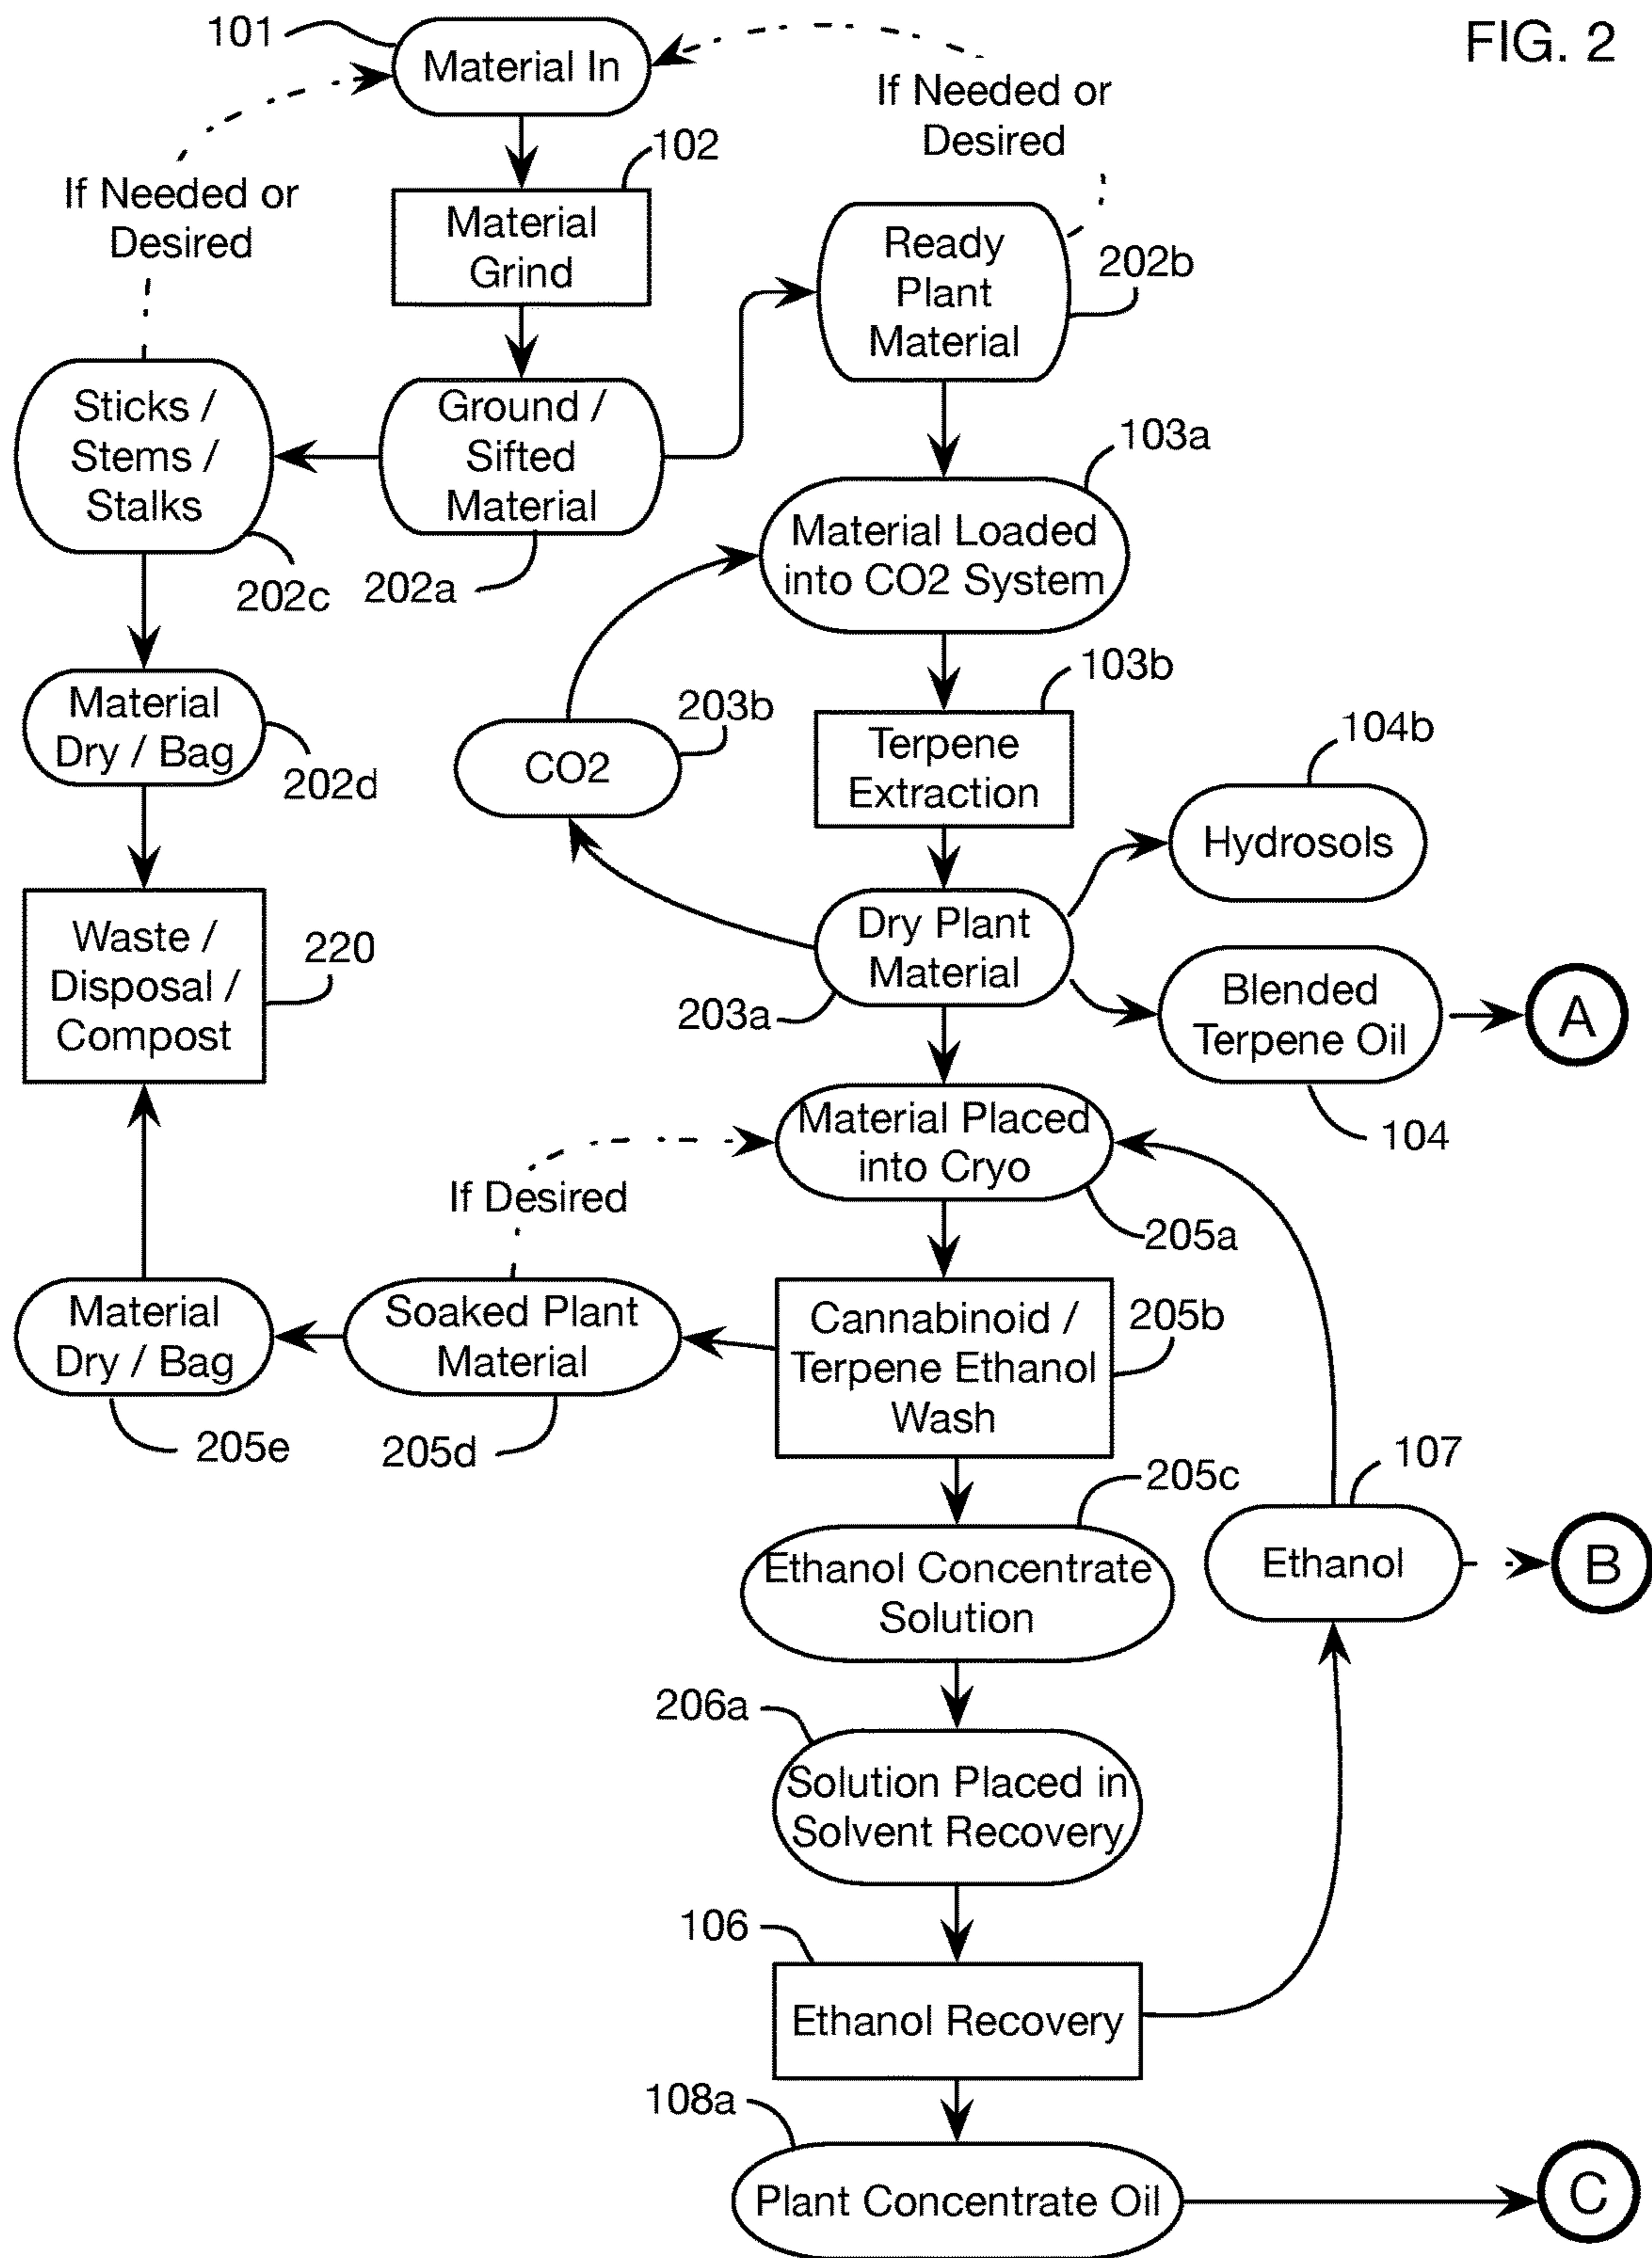 FIG. 2
101
Material In
If Needed or
Desired
102
If Needed or
Desired
Material
Grind
Ready
Plant
Material
202b
Sticks /
Stems /
Stalks
Ground /
Sifted
Material
103a
202c
202a
Material Loaded
into CO2 System
103b
Material
Dry / Bag
202d
203b
CO2
Terpene
Extraction
104b
Hydrosols
Waste /
Disposal /
Compost
220
Dry Plant
Material
203a
Blended
Terpene Oil
A
104
Material Placed
into Cryo
If Desired
205a
Material
Dry / Bag
Soaked Plant
Material
Cannabinoid /
Terpene Ethanol
Wash
205b
205e
205d
205c
107
Ethanol Concentrate
Solution
Ethanol
B
206a
Solution Placed in
Solvent Recovery
106
Ethanol Recovery
108a
Plant Concentrate Oil
C